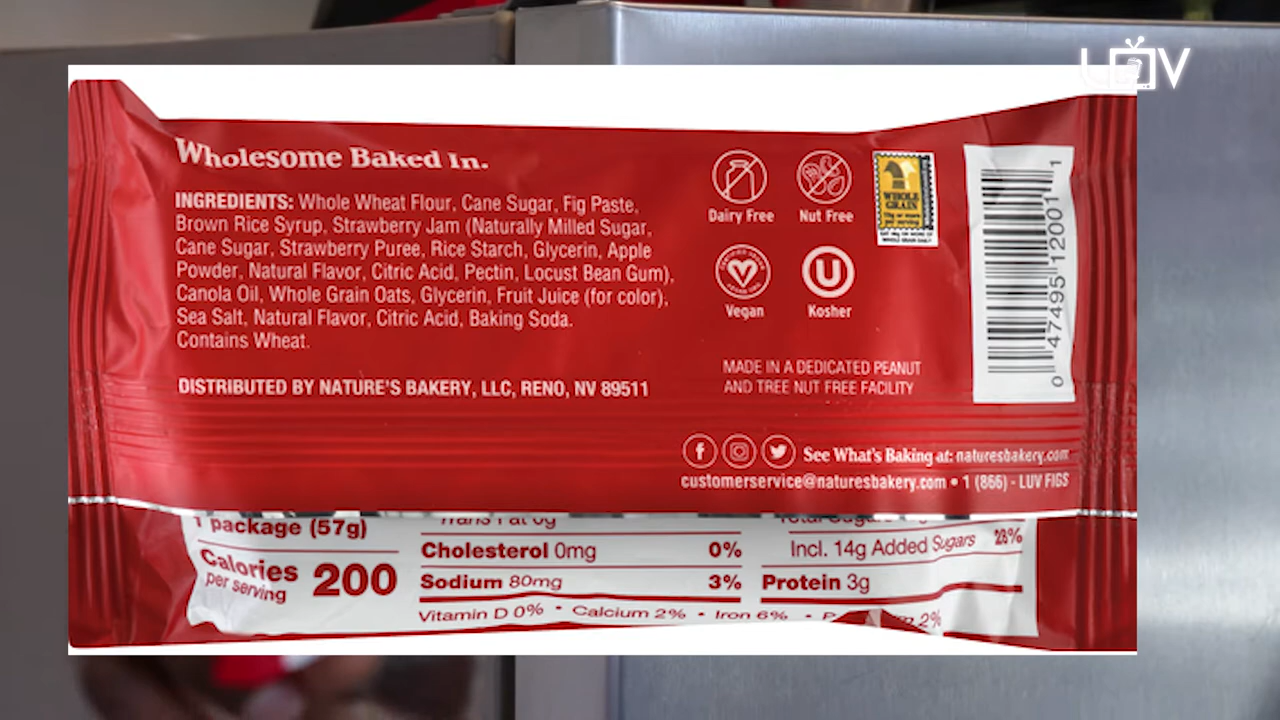 LUV
Wholesome Baked In.
INGREDIENTS: Whole Wheat Flour, Cane Sugar, Fig Paste,
Brown Rice Syrup, Strawberry Jam (Naturally Milled Sugar,
Cane Sugar, Strawberry Puree, Rice Starch, Glycerin, Apple
Powder, Natural Flavor, Citric Acid, Pectin, Locust Bean Gum),
Canola Oil, Whole Grain Oats, Glycerin, Fruit Juice (for color),
Sea Salt, Natural Flavor, Citric Acid, Baking Soda.
Contains Wheat.
DISTRIBUTED BY NATURE'S BAKERY, LLC, RENO, NV 89511
Dairy Free
Nut Free
WHOLE
GRAIN
Vegan
U
Kosher
MADE IN A DEDICATED PEANUT
AND TREE NUT FREE FACILITY
0 47495 12001 1
See What's Baking at: naturesbakery.com
customerservice@naturesbakery.com • 1 (866) - LUV FIGS
1 package (57g)
Calories
per serving
200
Trans Fat 0g
Cholesterol 0mg 0%
Sodium 80mg 3%
Incl. 14g Added Sugars 28%
Protein 3g
Vitamin D 0% • Calcium 2% • Iron 6% • 2%